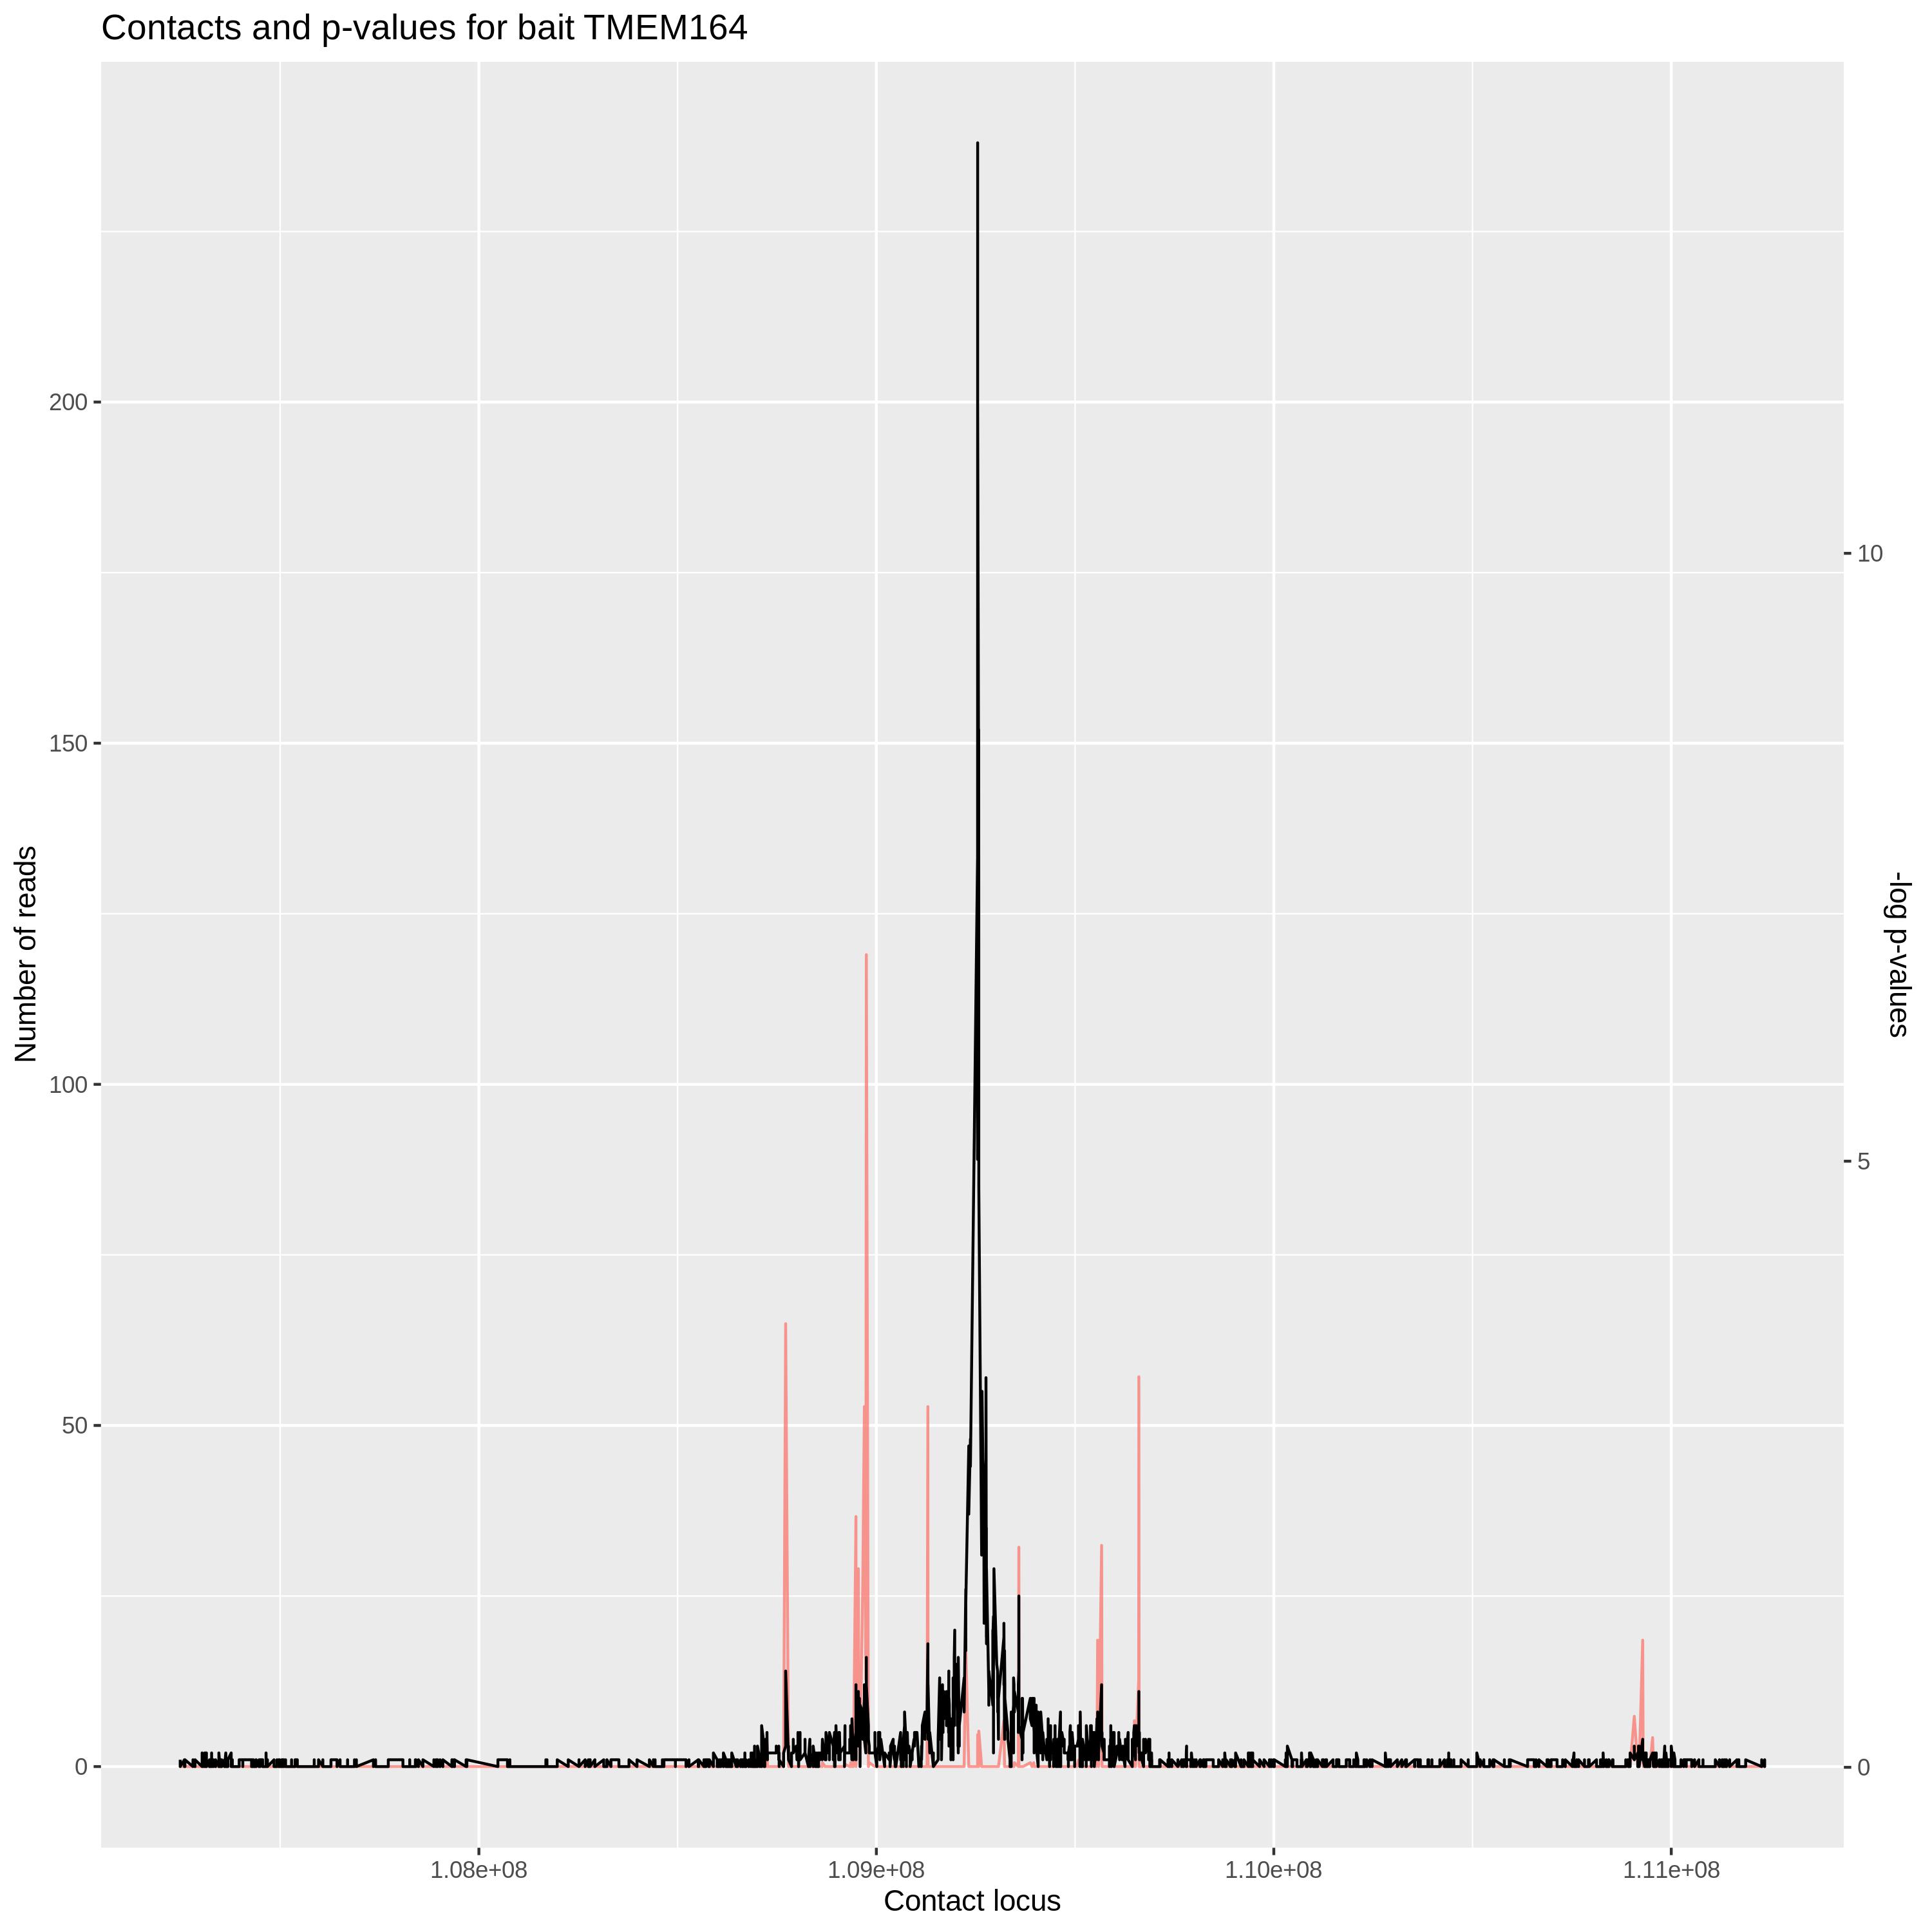 Contacts and p-values for bait TMEM164
Number of reads
200
150
100
50
0
10
5
0
-log p-values
1.08e+08
1.09e+08
1.10e+08
1.11e+08
Contact locus